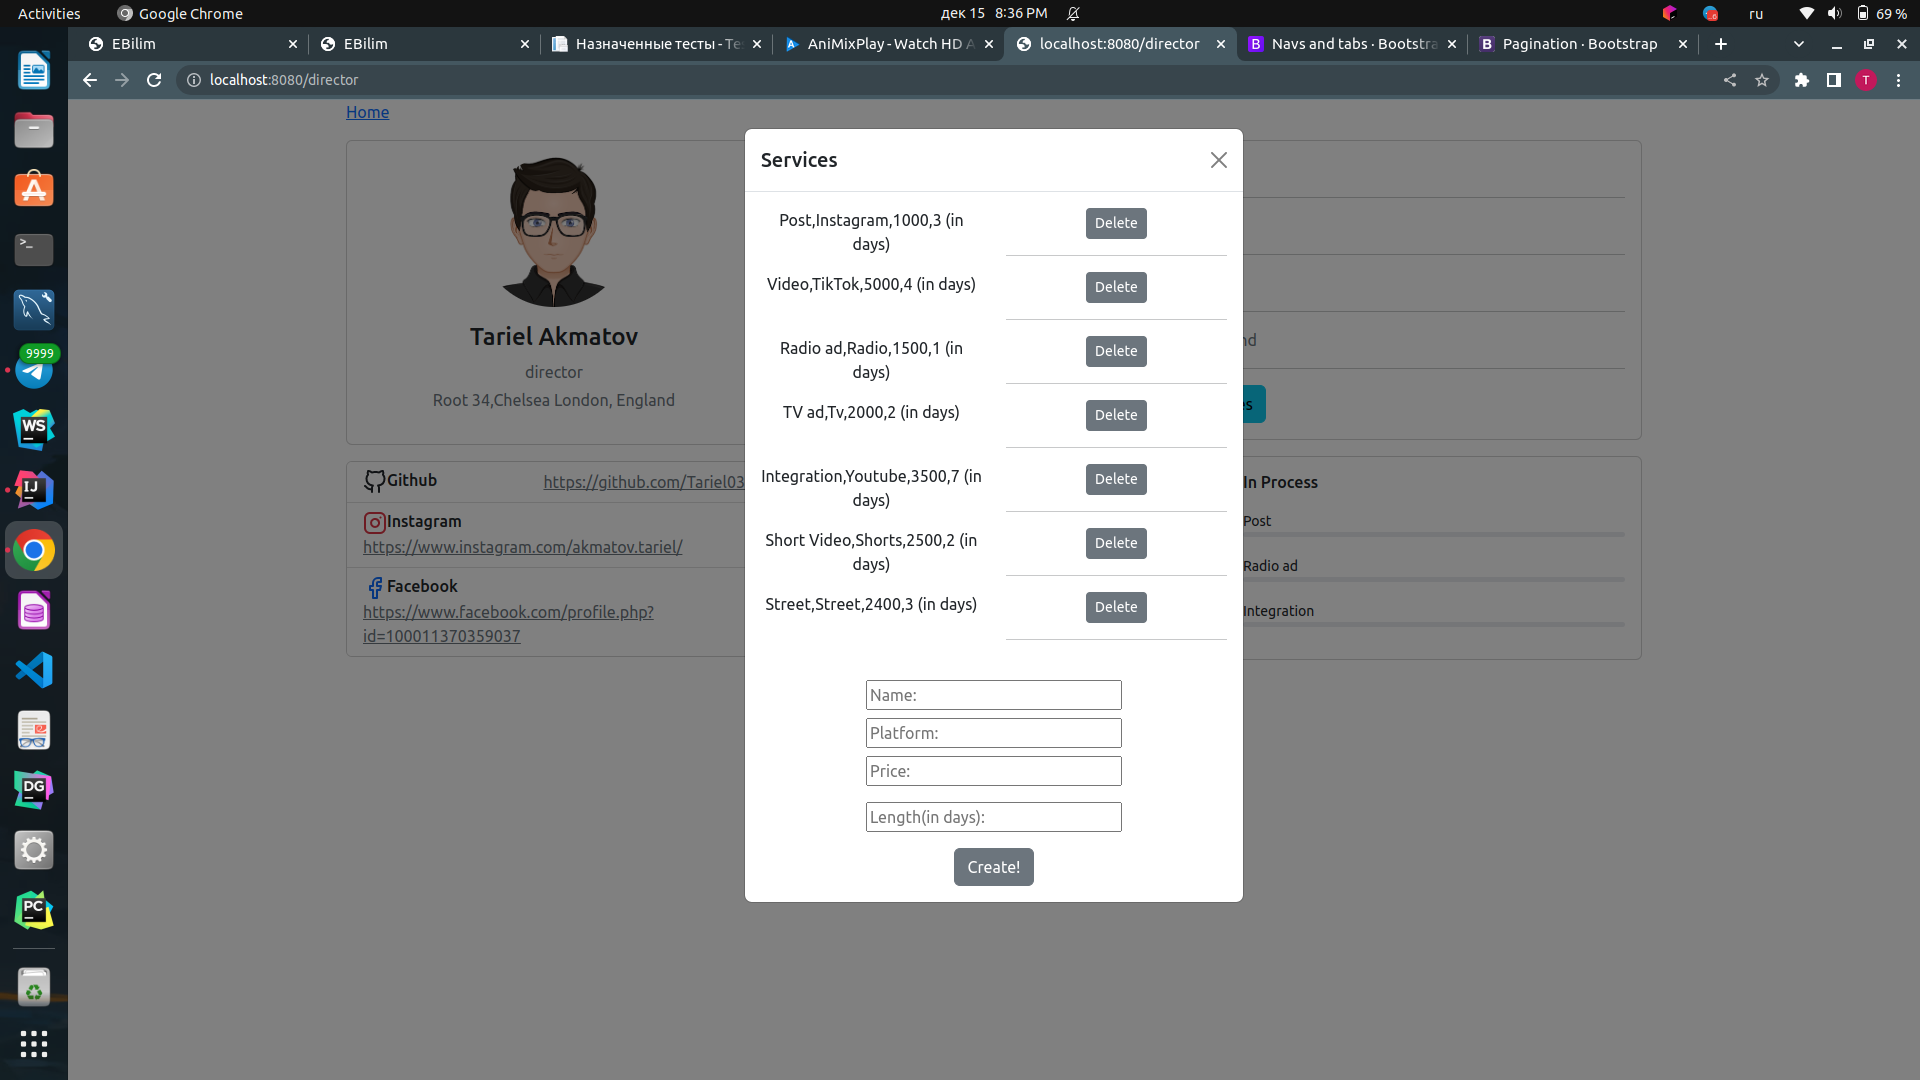 Activities
Google Chrome
дек 15 8:36 PM
ru
69 %
EBilim
EBilim
Назначенные тесты - Те
AniMixPlay - Watch HD A
localhost:8080/director
Navs and tabs · Bootstra
Pagination · Bootstrap
localhost:8080/director
T
Home
Tariel Akmatov
director
Root 34,Chelsea London, England
Github
https://github.com/Tariel03
Instagram
https://www.instagram.com/akmatov.tariel/
Facebook
https://www.facebook.com/profile.php?
id=100011370359037
Services
Post,Instagram,1000,3 (in
days)
Delete
Video,TikTok,5000,4 (in days)
Delete
Radio ad,Radio,1500,1 (in
days)
Delete
TV ad,Tv,2000,2 (in days)
Delete
Integration,Youtube,3500,7 (in
days)
Delete
Short Video,Shorts,2500,2 (in
days)
Delete
Street,Street,2400,3 (in days)
Delete
Name:
Platform:
Price:
Length(in days):
Create!
nd
es
In Process
Post
Radio ad
Integration
9999
WS
IJ
DG
PC